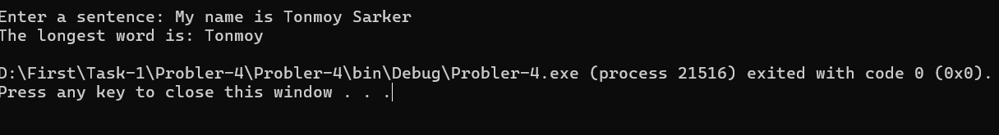 Enter a sentence: My name is Tonmoy Sarker
The longest word is: Tonmoy
D:\First\Task-1\Probler-4\Probler-4\bin\Debug\Probler-4.exe (process 21516) exited with code 0 (0x0).
Press any key to close this window . . .